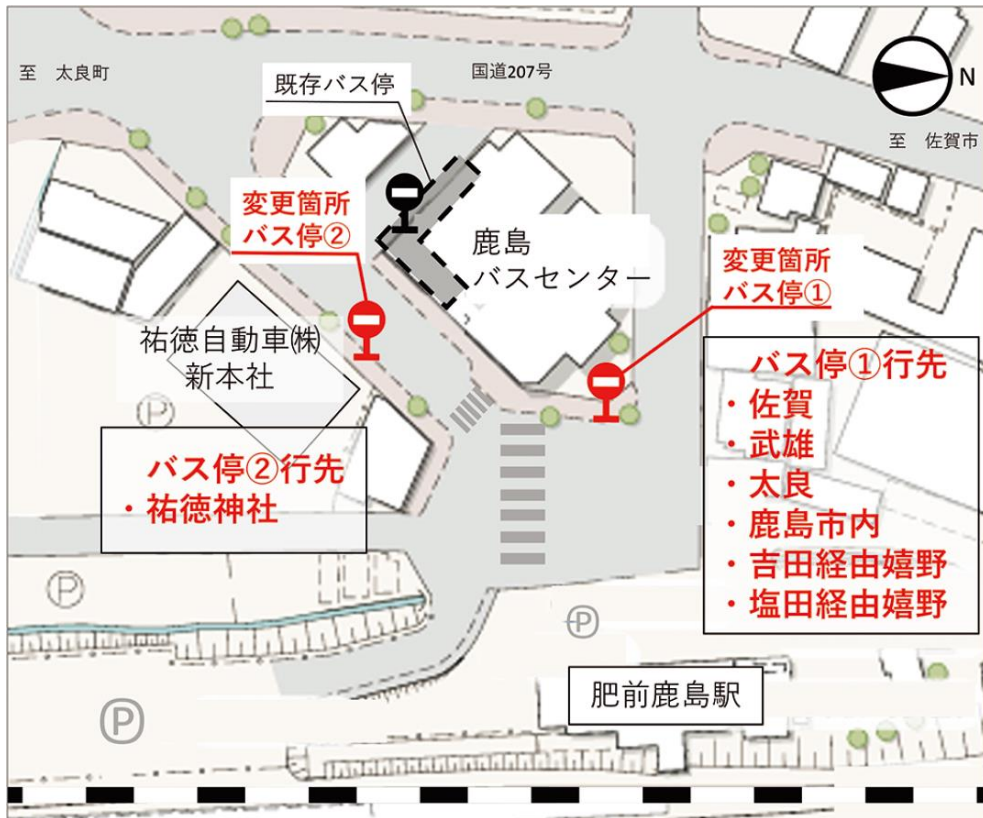 至 太良町
国道207号
N
既存バス停
至 佐賀市
変更箇所
バス停②
鹿島
バスセンター
変更箇所
バス停①
祐徳自動車㈱
新本社
バス停①行先
・佐賀
・武雄
・太良
・鹿島市内
・吉田経由嬉野
・塩田経由嬉野
Ⓟ
バス停②行先
・祐徳神社
Ⓟ
Ⓟ
肥前鹿島駅
Ⓟ